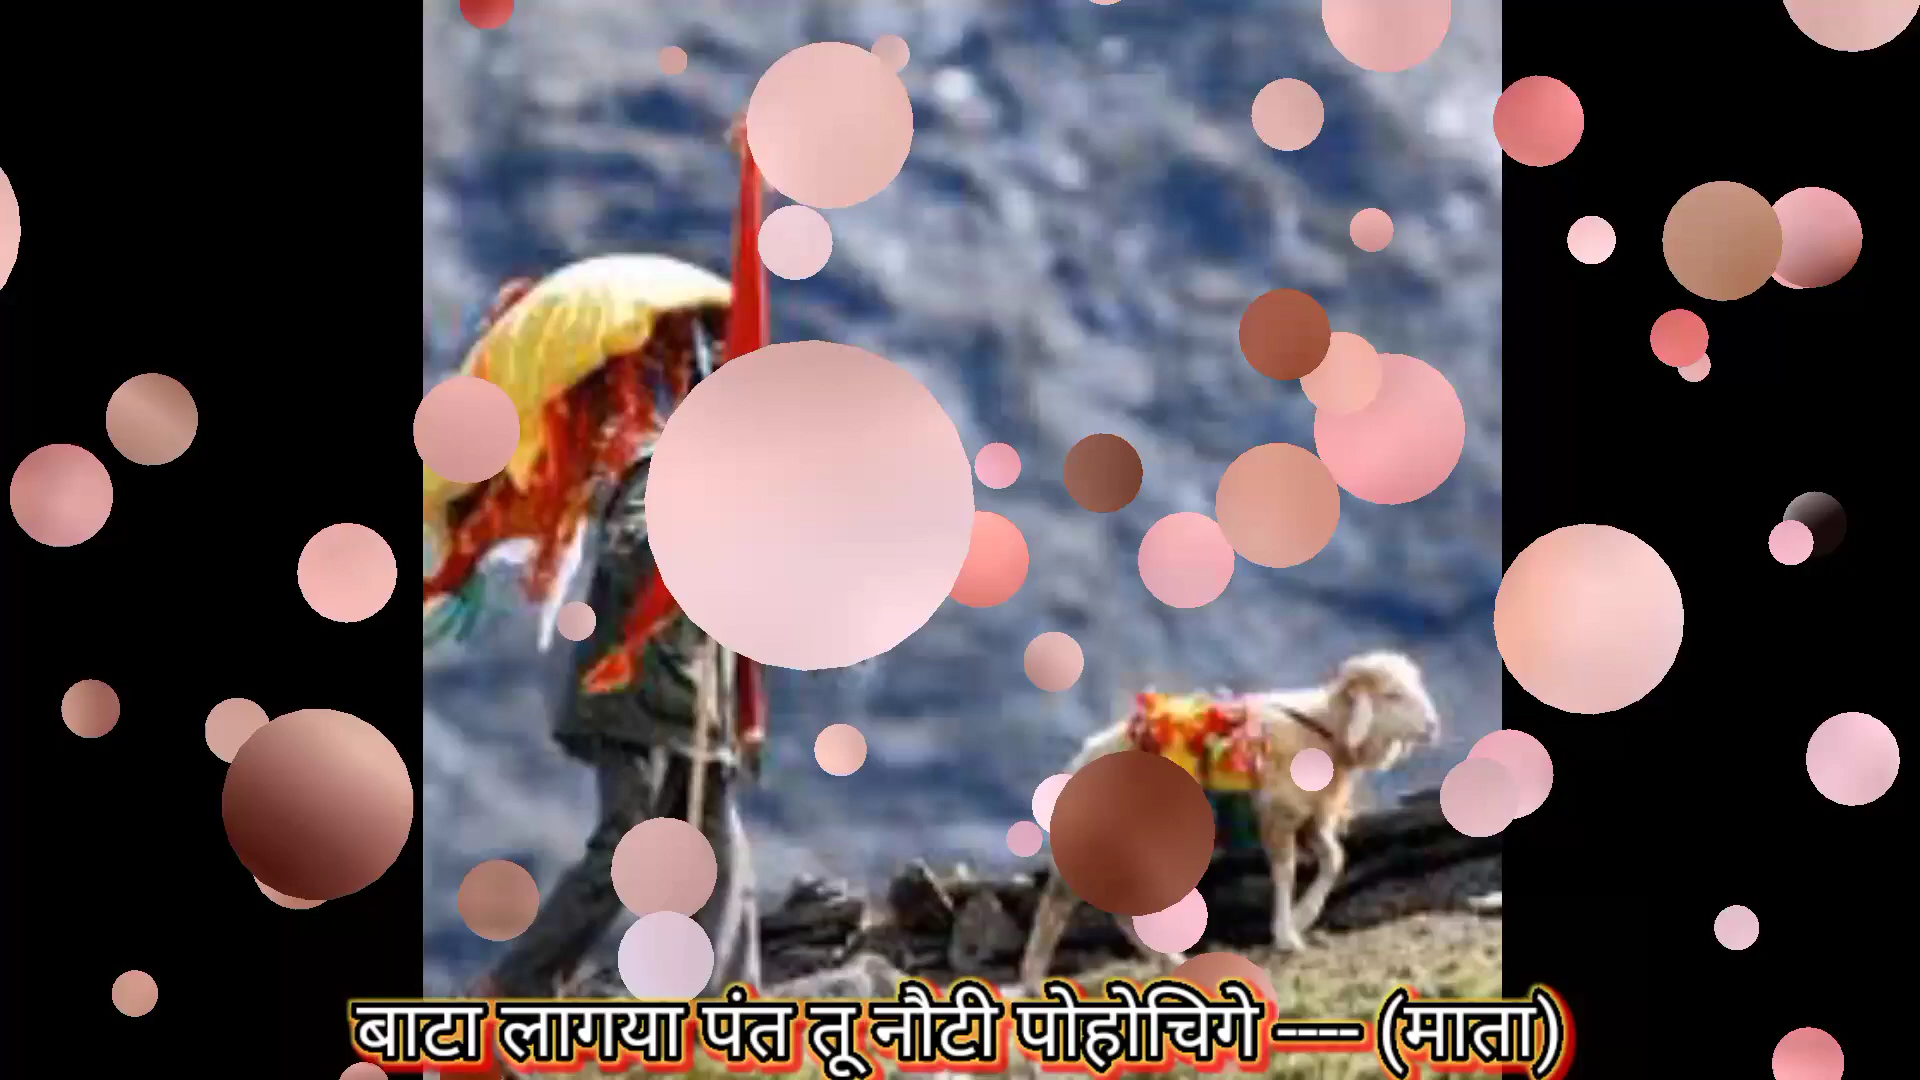 बाटा लागया पंत तू नौटी पोहोचिगे ---- (माता)